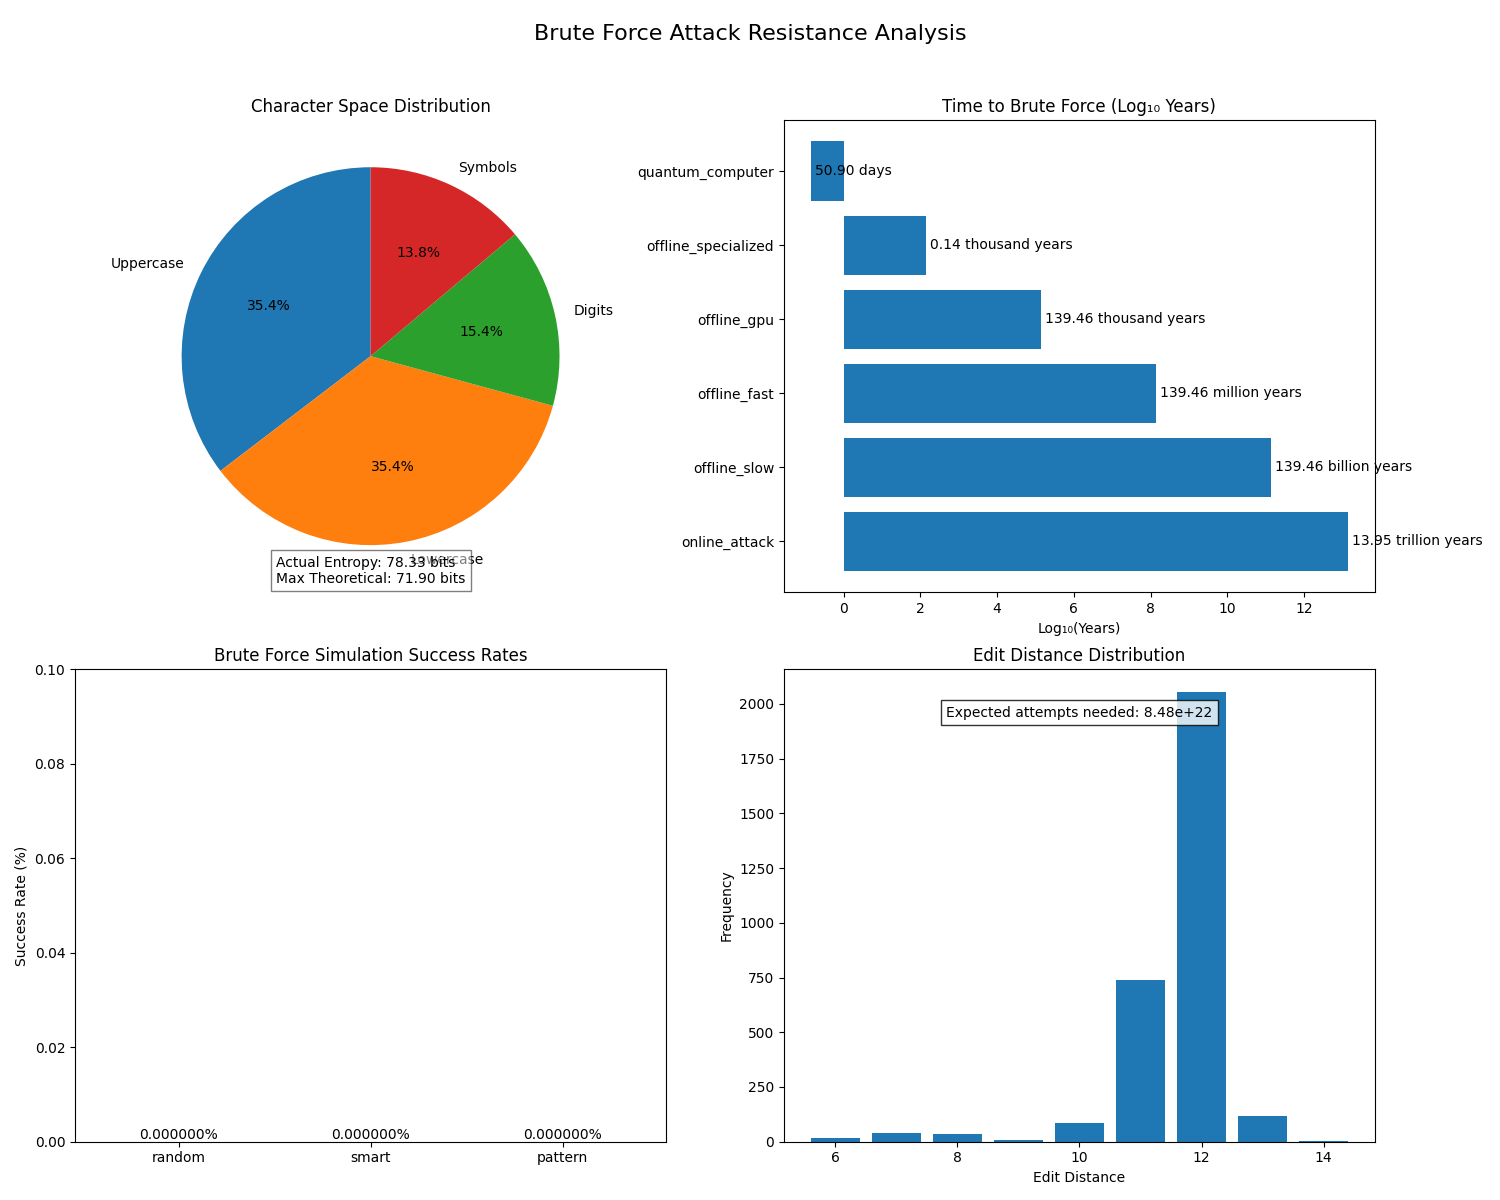 Brute Force Attack Resistance Analysis
Character Space Distribution
Symbols
Uppercase
13.8%
35.4%
Digits
15.4%
35.4%
Lowercase
Actual Entropy: 78.33 bits
Max Theoretical: 71.90 bits
Time to Brute Force (Log₁₀ Years)
quantum_computer
50.90 days
offline_specialized
0.14 thousand years
offline_gpu
139.46 thousand years
offline_fast
139.46 million years
offline_slow
139.46 billion years
online_attack
13.95 trillion years
0 2 4 6 8 10 12
Log₁₀(Years)
Brute Force Simulation Success Rates
0.10
0.08
0.06
0.04
0.02
0.00
Success Rate (%)
0.000000% 0.000000% 0.000000%
random smart pattern
Edit Distance Distribution
Expected attempts needed: 8.48e+22
2000
1750
1500
1250
1000
750
500
250
0
Frequency
6 8 10 12 14
Edit Distance